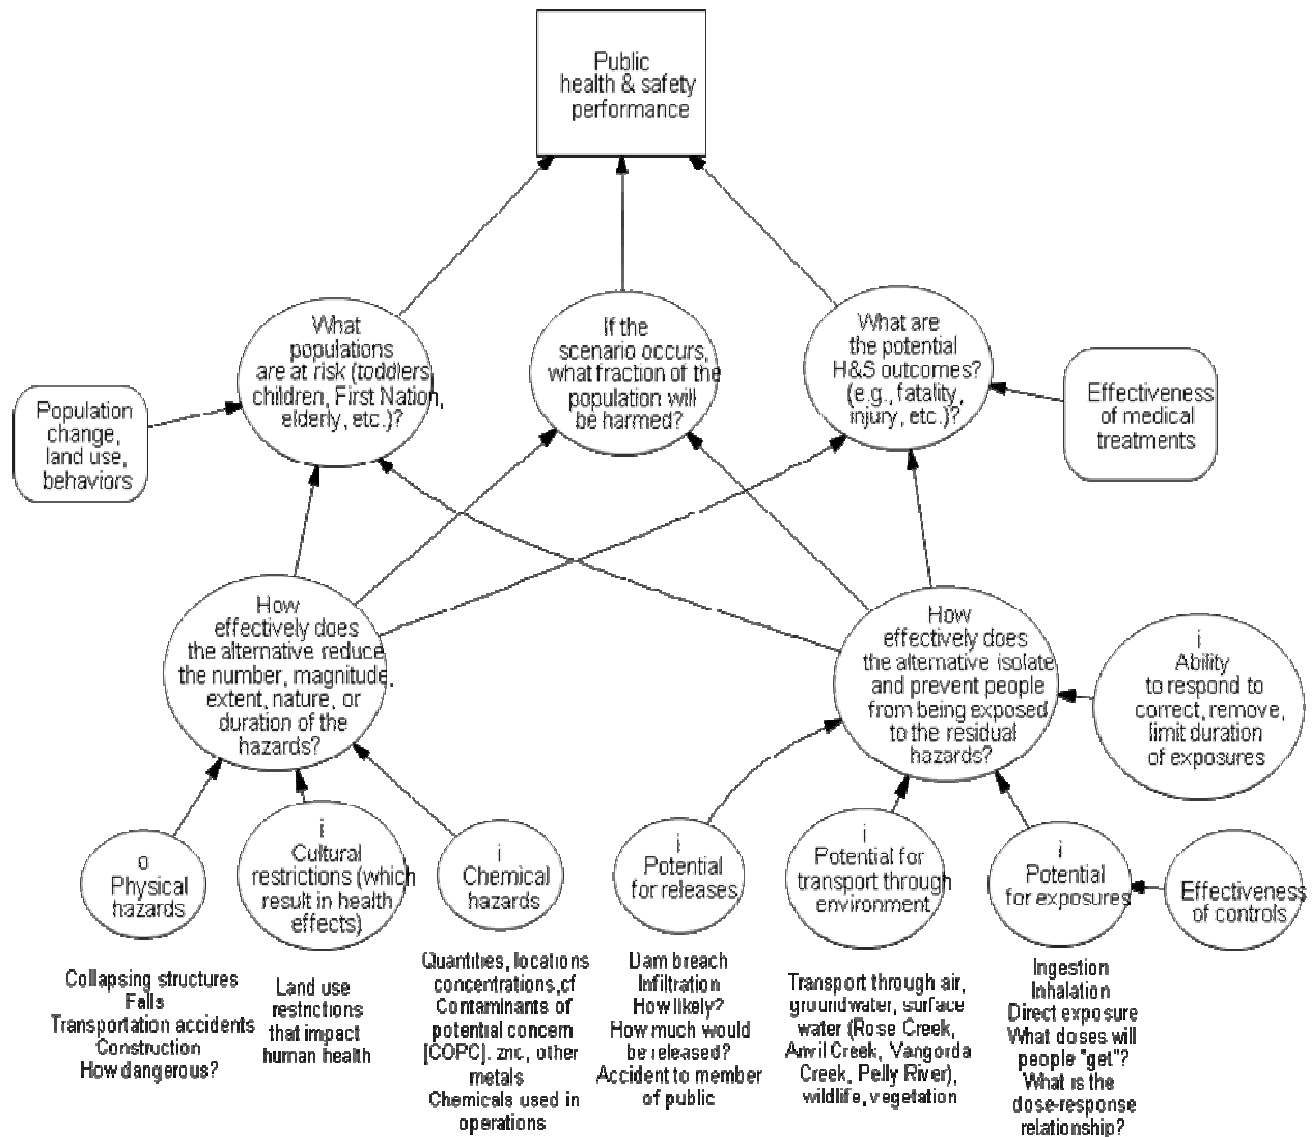 Public
health & safety
performance
What
populations
are at risk (toddlers,
children, First Nation,
elderly, etc.)?
If the
scenario occurs,
what fraction of the
population will
be harmed?
What are
the potential
H&S outcomes?
(e.g., fatality,
injury, etc.)?
Population
change,
land use,
behaviors
Effectiveness
of medical
treatments
How
effectively does
the alternative reduce
the number, magnitude,
extent, nature, or
duration of the
hazards?
How
effectively does
the alternative isolate
and prevent people
from being exposed
to the residual
hazards?
i
Ability
to respond to
correct, remove,
limit duration
of exposures
o
Physical
hazards
i
Cultural
restrictions (which
result in health
effects)
i
Chemical
hazards
i
Potential
for releases
i
Potential for
transport through
environment
i
Potential
for exposures
Effectiveness
of controls
Collapsing structures
Falls
Transportation accidents
Construction
How dangerous?
Land use
restrictions
that impact
human health
Quantities, locations
concentrations, of
Contaminants of
potential concern
[COPC]. zinc, other
metals
Chemicals used in
operations
Dam breach
Infiltration
How likely?
How much would
be released?
Accident to member
of public
Transport through air,
groundwater, surface
water (Rose Creek,
Anvil Creek, Vangorda
Creek, Pelly River),
wildlife, vegetation
Ingestion
Inhalation
Direct exposure
What doses will
people "get"?
What is the
dose-response
relationship?